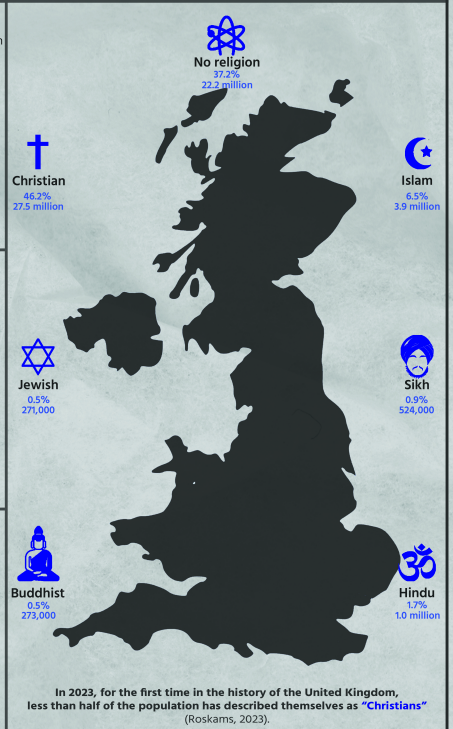 No religion
37.2%
22.2 million
Christian
46.2%
27.5 million
Islam
6.5%
3.9 million
Jewish
0.5%
271,000
Sikh
0.9%
524,000
Buddhist
0.5%
273,000
Hindu
1.7%
1.0 million
In 2023, for the first time in the history of the United Kingdom,
less than half of the population has described themselves as “Christians”
(Roskams, 2023).